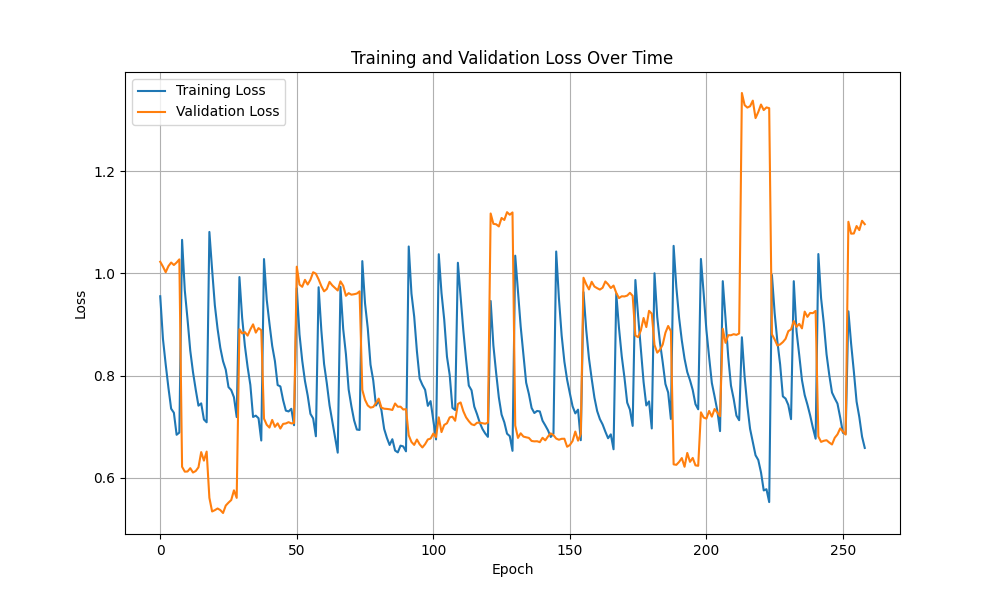 Training and Validation Loss Over Time
Training Loss
Validation Loss
1.2
1.0
0.8
0.6
Loss
0
50
100
150
200
250
Epoch